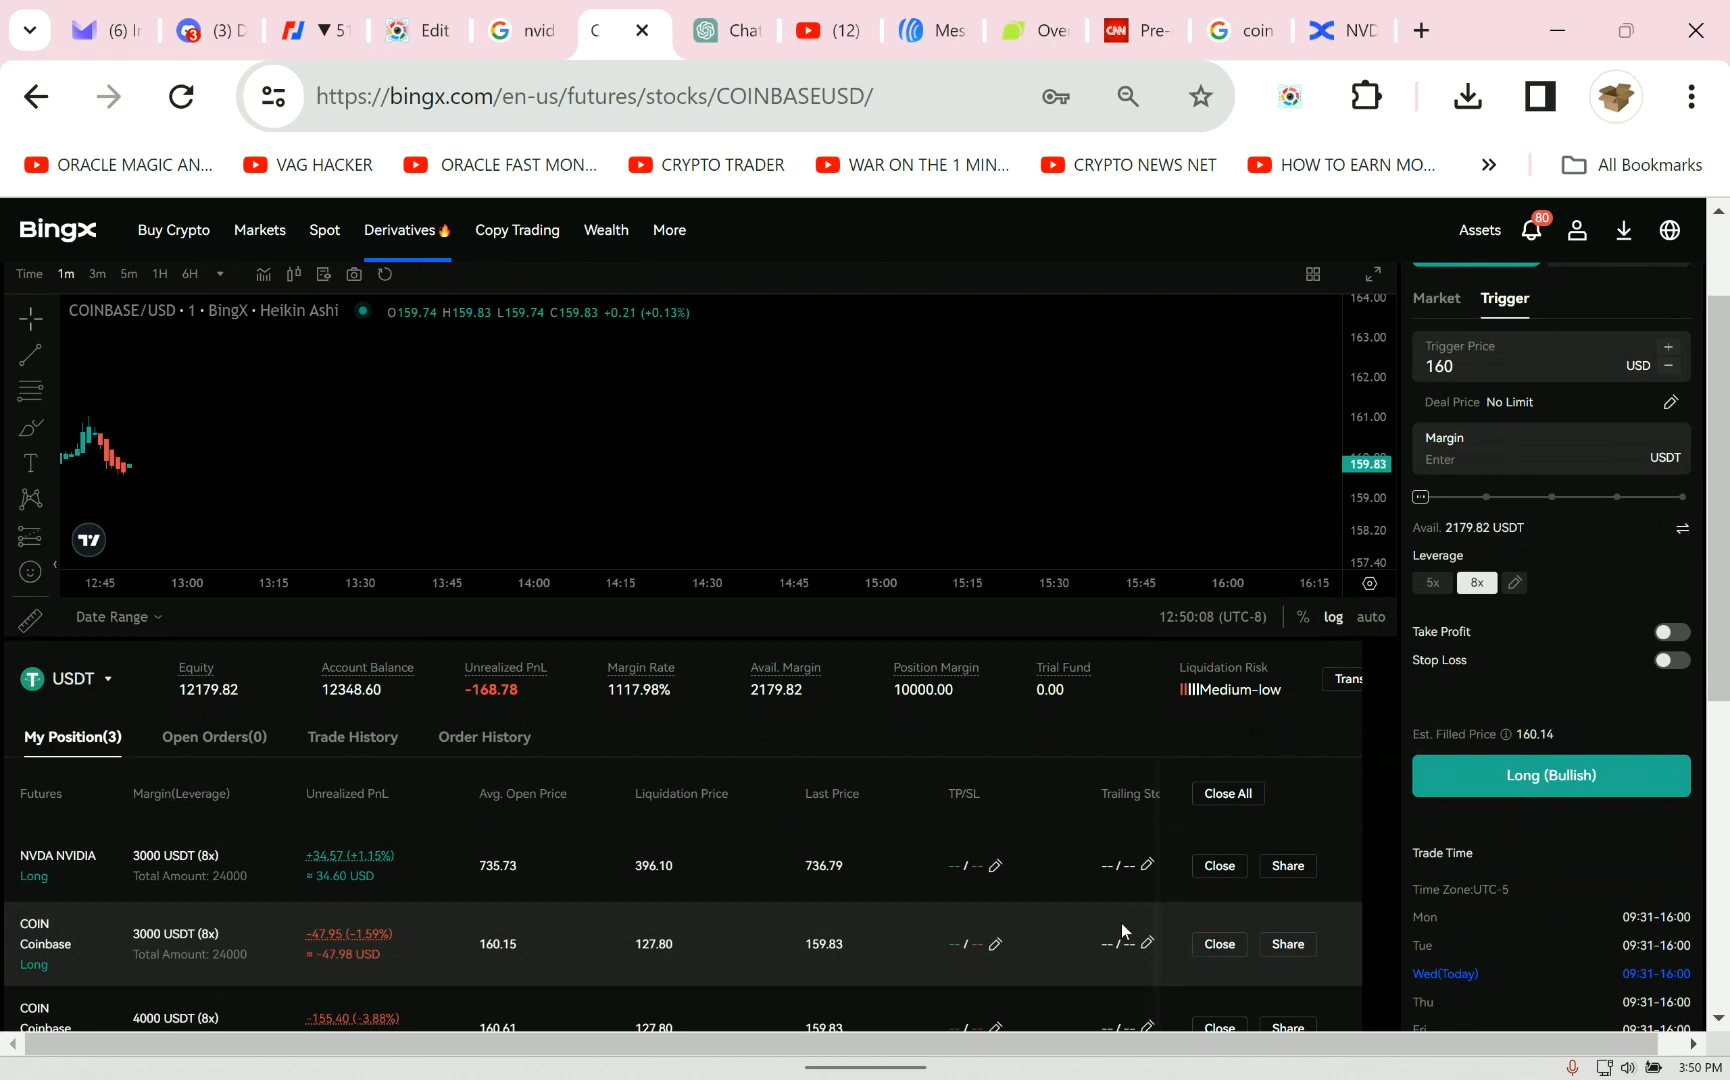 (6) Ir
(3) D
▼ 51
Edit
nvid
C
Chat
(12)
Mes
Over
CNN Pre-
coin
NVD
https://bingx.com/en-us/futures/stocks/COINBASEUSD/
ORACLE MAGIC AN...
VAG HACKER
ORACLE FAST MON...
CRYPTO TRADER
WAR ON THE 1 MIN...
CRYPTO NEWS NET
HOW TO EARN MO...
All Bookmarks
BingX Buy Crypto Markets Spot Derivatives Copy Trading Wealth More
Assets 80
Time 1m 3m 5m 1H 6H
COINBASE/USD · 1 · BingX · Heikin Ashi O159.74 H159.83 L159.74 C159.83 +0.21 (+0.13%)
164.00
163.00
162.00
161.00
159.83
159.00
158.20
157.40
12:45 13:00 13:15 13:30 13:45 14:00 14:15 14:30 14:45 15:00 15:15 15:30 15:45 16:00 16:15
Date Range 12:50:08 (UTC-8) % log auto
Market Trigger
Trigger Price
160 USD
Deal Price No Limit
Margin
Enter USDT
Avail. 2179.82 USDT
Leverage
5x 8x
Take Profit
Stop Loss
Est. Filled Price 160.14
Long (Bullish)
Trade Time
Time Zone:UTC-5
Mon 09:31-16:00
Tue 09:31-16:00
Wed(Today) 09:31-16:00
Thu 09:31-16:00
Fri 09:31-16:00
USDT
Equity Account Balance Unrealized PnL Margin Rate Avail. Margin Position Margin Trial Fund Liquidation Risk
12179.82 12348.60 -168.78 1117.98% 2179.82 10000.00 0.00 Medium-low
Trans
My Position(3) Open Orders(0) Trade History Order History
Futures Margin(Leverage) Unrealized PnL Avg. Open Price Liquidation Price Last Price TP/SL Trailing Sto Close All
NVDA NVIDIA 3000 USDT (8x) +34.57 (+1.15%) 735.73 396.10 736.79 -- / -- -- / -- Close Share
Long Total Amount: 24000 ≈ 34.60 USD
COIN
Coinbase 3000 USDT (8x) -47.95 (-1.59%) 160.15 127.80 159.83 -- / -- -- / -- Close Share
Long Total Amount: 24000 ≈ -47.98 USD
COIN
Coinbase 4000 USDT (8x) -155.40 (-3.88%) 160.61 127.80 159.83 -- / -- -- / -- Close Share
3:50 PM